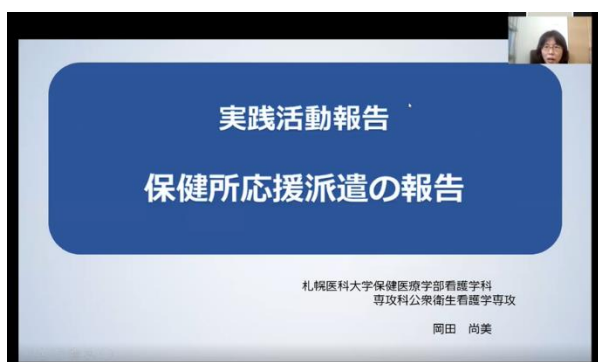 実践活動報告
保健所応援派遣の報告
札幌医科大学保健医療学部看護学科
専攻科公衆衛生看護学専攻
岡田 尚美